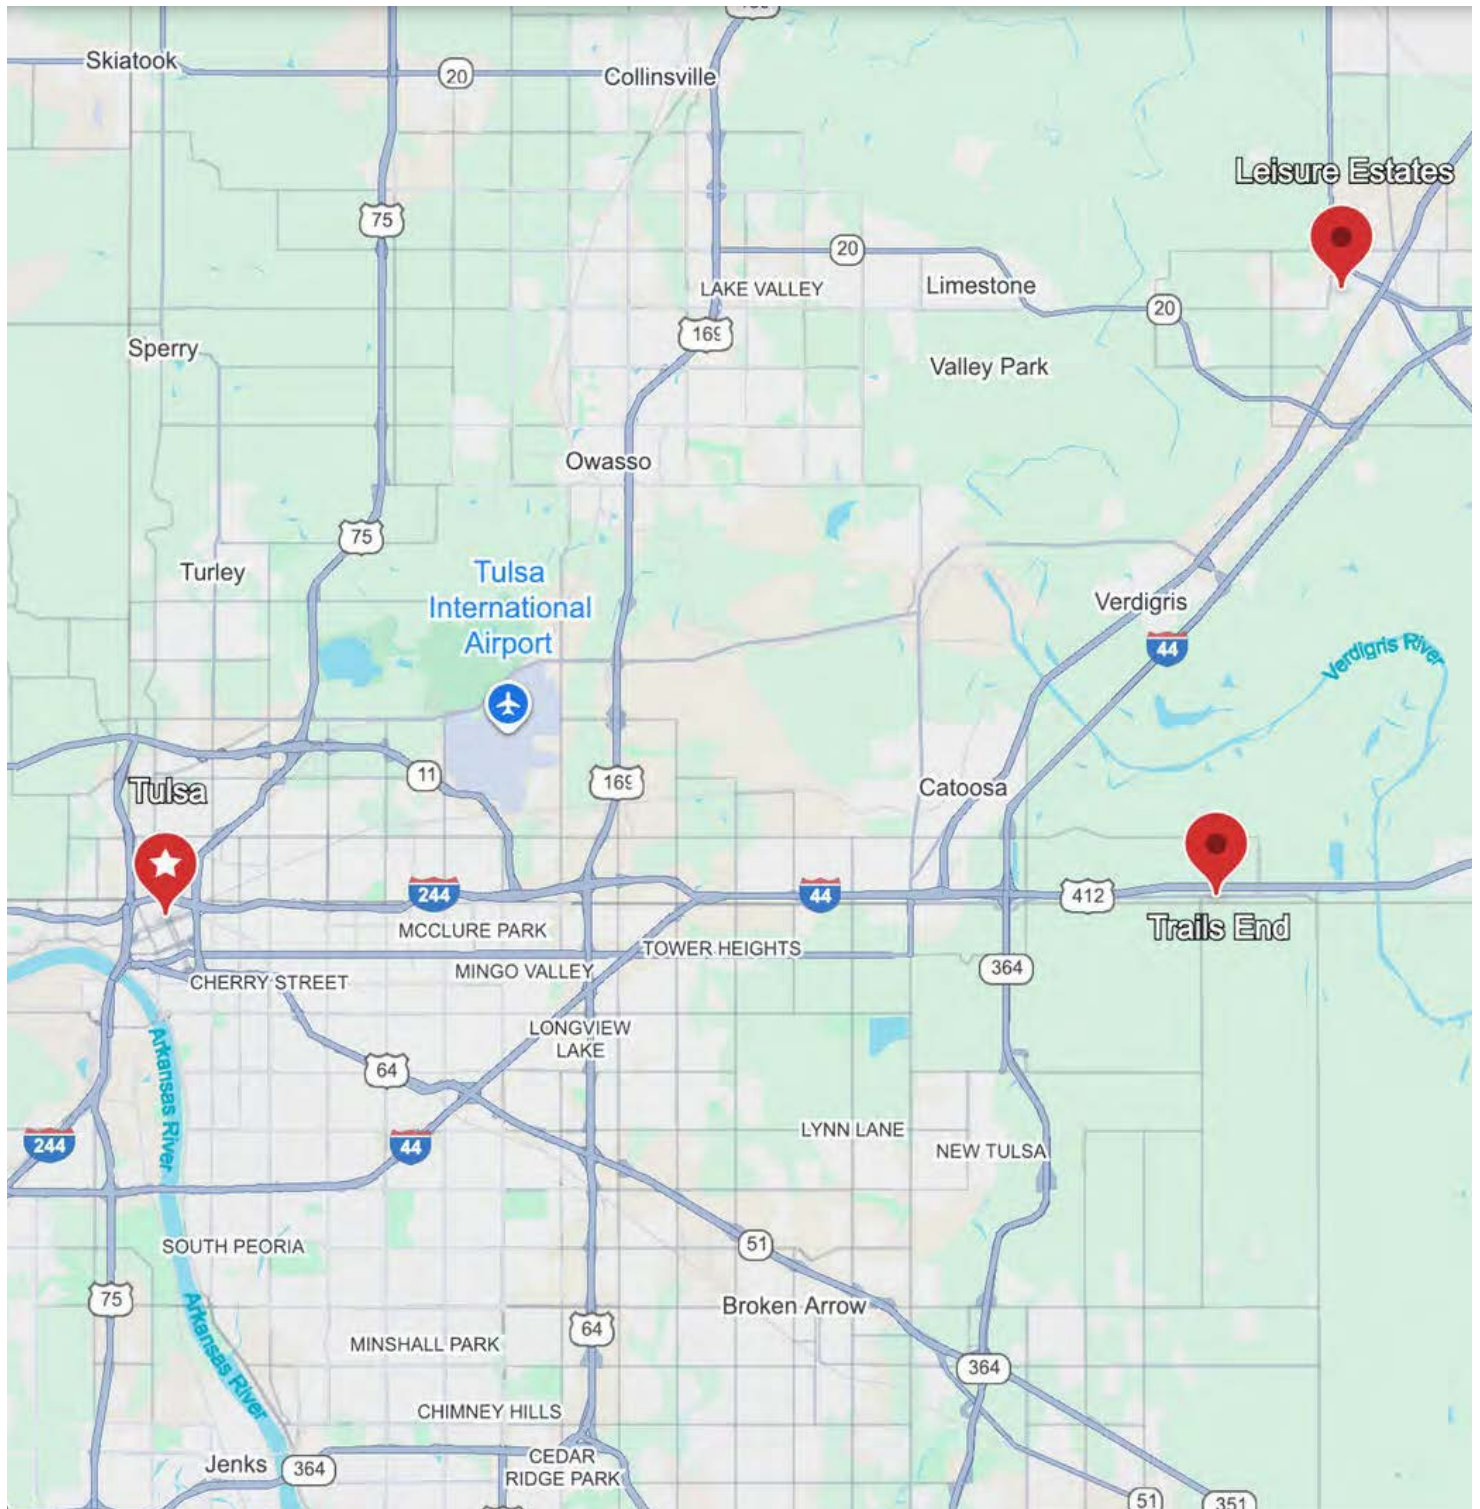 Skiatook
20
Collinsville
Leisure Estates
75
20
LAKE VALLEY
Limestone
20
169
Sperry
Valley Park
Owasso
75
Turley
Tulsa
International
Airport
Verdigris
44
Verdigris River
11
169
Tulsa
Catoosa
244
44
412
MCCLURE PARK
Trails End
TOWER HEIGHTS
MINGO VALLEY
364
CHERRY STREET
LONGVIEW
LAKE
Arkansas River
64
LYNN LANE
244
44
NEW TULSA
SOUTH PEORIA
51
75
Arkansas River
Broken Arrow
64
MINSHALL PARK
364
CHIMNEY HILLS
Jenks
364
CEDAR
RIDGE PARK
51
351